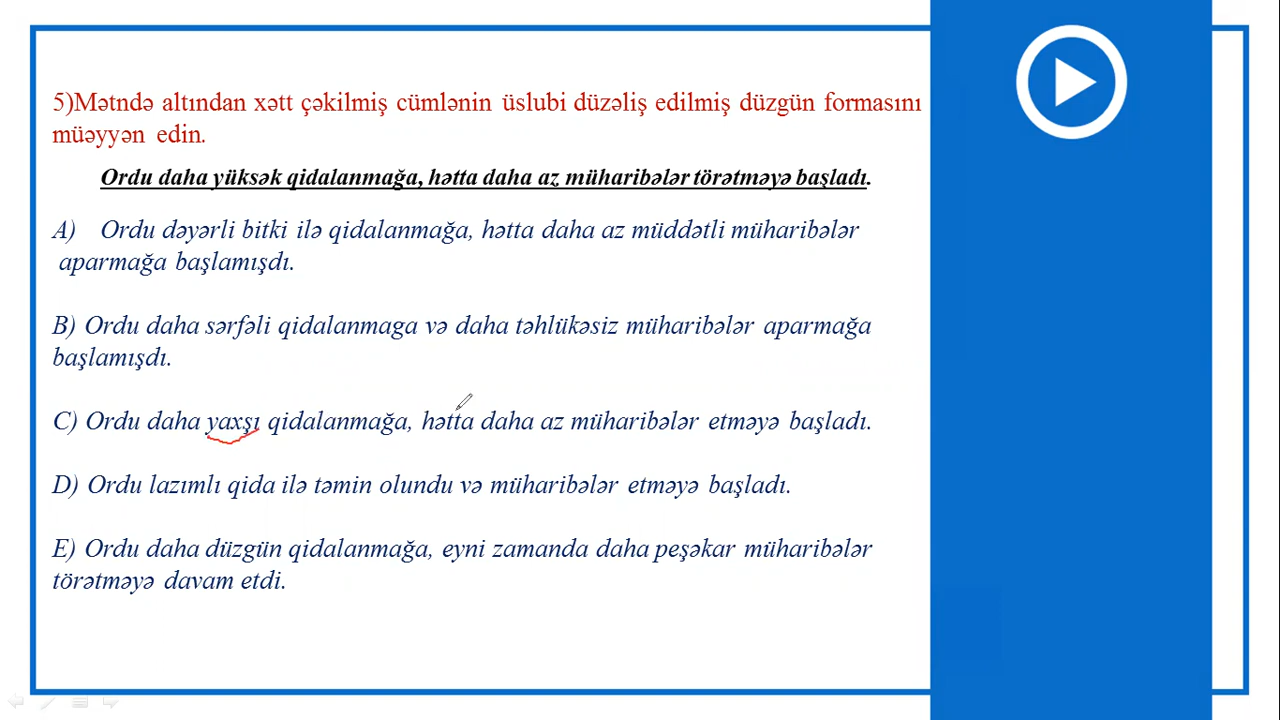 5)Mətndə altından xətt çəkilmiş cümlənin üslubi düzəliş edilmiş düzgün formasını
müəyyən edin.
Ordu daha yüksək qidalanmağa, hətta daha az müharibələr törətməyə başladı.
A) Ordu dəyərli bitki ilə qidalanmağa, hətta daha az müddətli müharibələr
aparmağa başlamışdı.
B) Ordu daha sərfəli qidalanmaga və daha təhlükəsiz müharibələr aparmağa
başlamışdı.
C) Ordu daha yaxşı qidalanmağa, hətta daha az müharibələr etməyə başladı.
D) Ordu lazımlı qida ilə təmin olundu və müharibələr etməyə başladı.
E) Ordu daha düzgün qidalanmağa, eyni zamanda daha peşəkar müharibələr
törətməyə davam etdi.